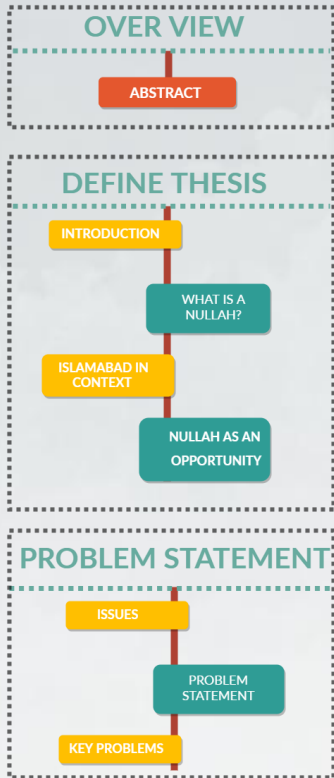 OVER VIEW
ABSTRACT
DEFINE THESIS
INTRODUCTION
WHAT IS A
NULLAH?
ISLAMABAD IN
CONTEXT
NULLAH AS AN
OPPORTUNITY
PROBLEM STATEMENT
ISSUES
PROBLEM
STATEMENT
KEY PROBLEMS